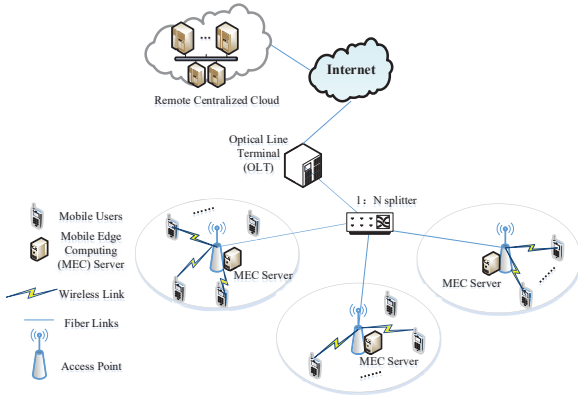 Internet
Remote Centralized Cloud
Optical Line
Terminal
(OLT)
1：N splitter
Mobile Users
Mobile Edge
Computing
(MEC) Server
Wireless Link
Fiber Links
Access Point
MEC Server
MEC Server
MEC Server